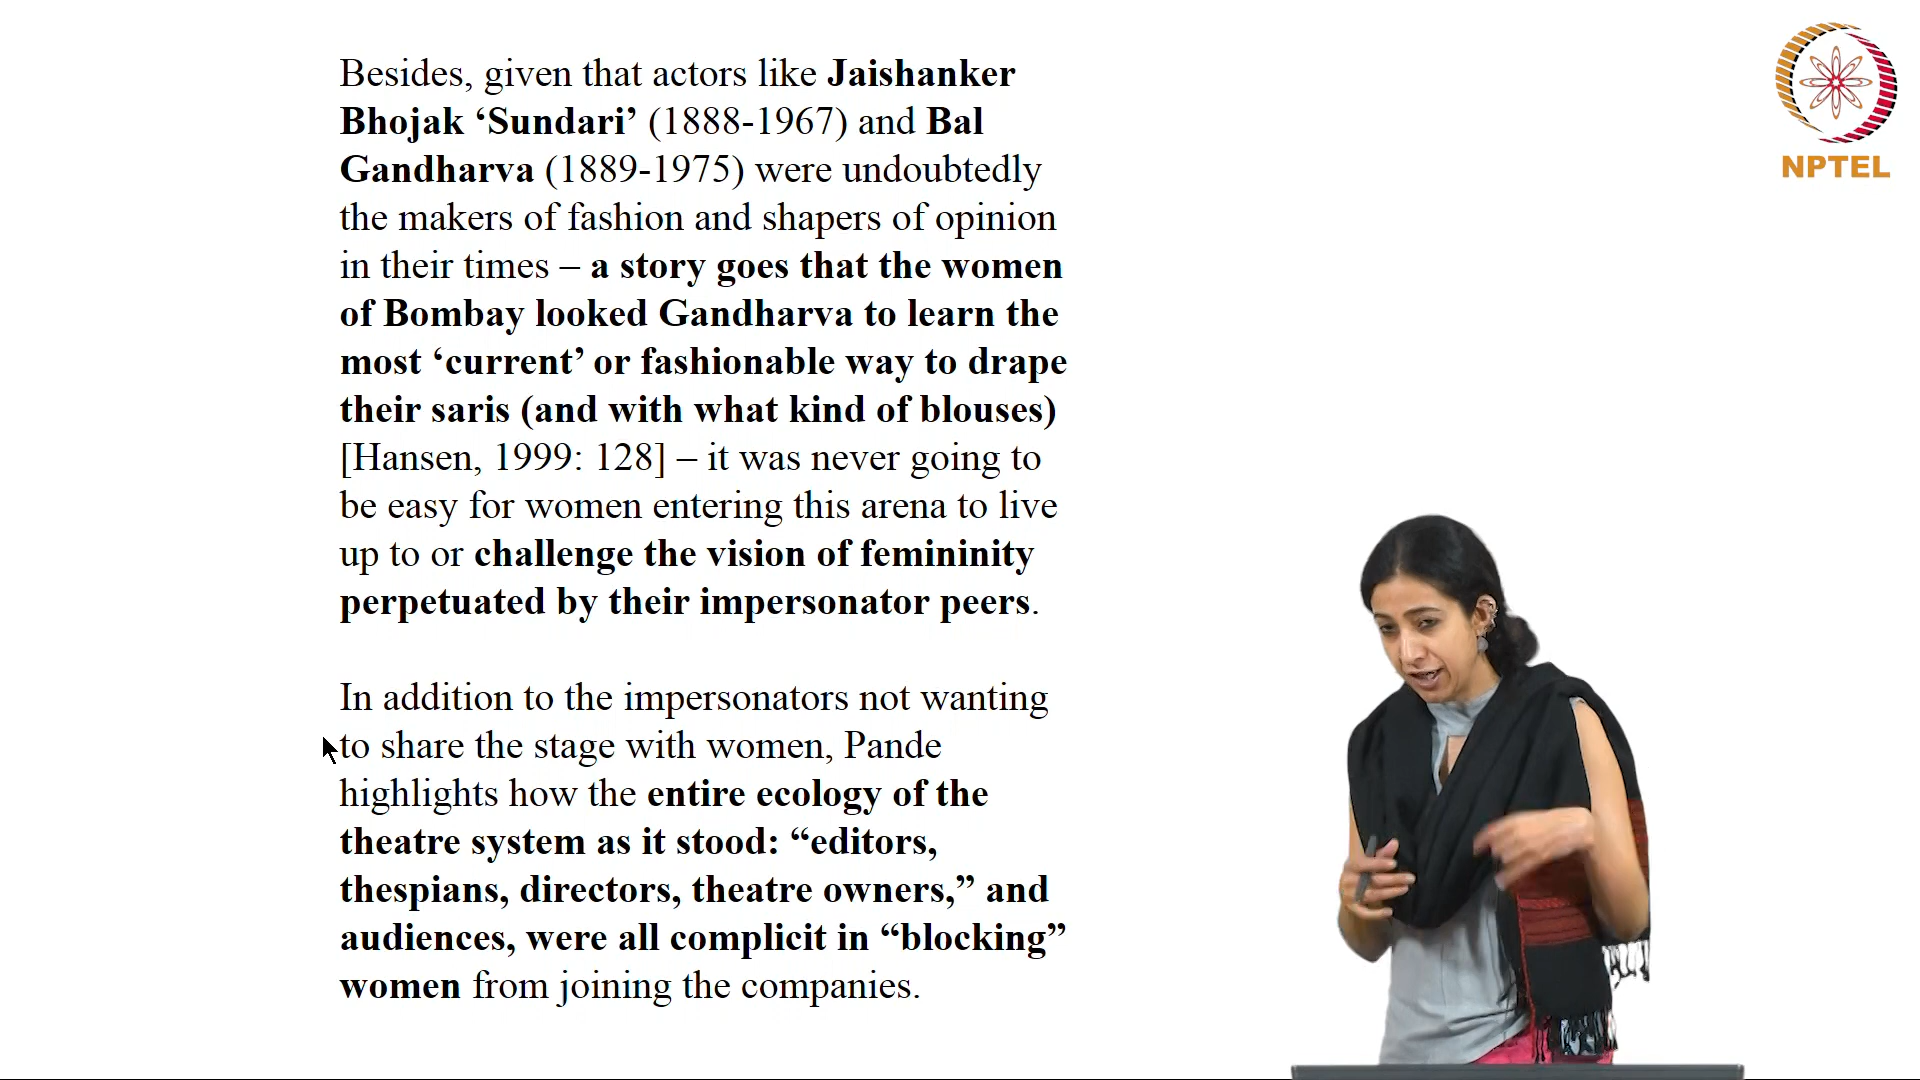 Besides, given that actors like Jaishanker
Bhojak ‘Sundari’ (1888-1967) and Bal
Gandharva (1889-1975) were undoubtedly
the makers of fashion and shapers of opinion
in their times – a story goes that the women
of Bombay looked Gandharva to learn the
most ‘current’ or fashionable way to drape
their saris (and with what kind of blouses)
[Hansen, 1999: 128] – it was never going to
be easy for women entering this arena to live
up to or challenge the vision of femininity
perpetuated by their impersonator peers.
In addition to the impersonators not wanting
to share the stage with women, Pande
highlights how the entire ecology of the
theatre system as it stood: “editors,
thespians, directors, theatre owners,” and
audiences, were all complicit in “blocking”
women from joining the companies.
NPTEL